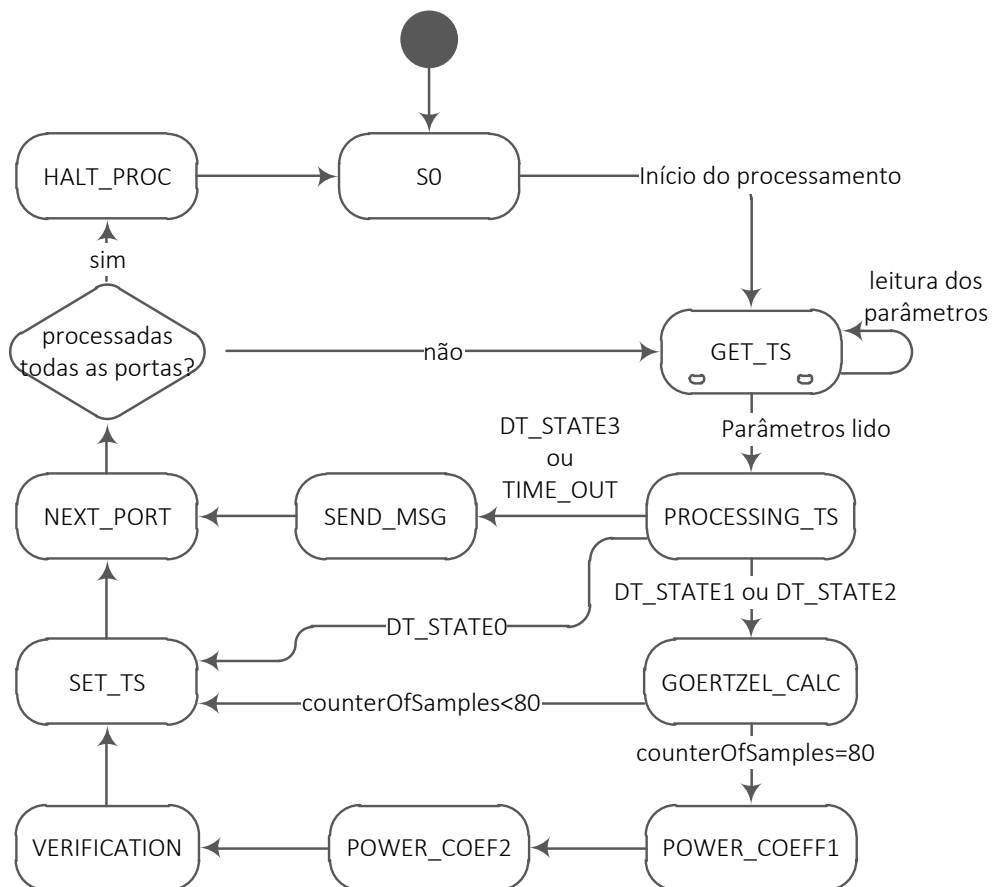 HALT_PROC
S0
Início do processamento
sim
leitura dos
parâmetros
processadas
todas as portas?
não
GET_TS
DT_STATE3
ou
TIME_OUT
Parâmetros lido
NEXT_PORT
SEND_MSG
PROCESSING_TS
DT_STATE1 ou DT_STATE2
DT_STATE0
SET_TS
GOERTZEL_CALC
counterOfSamples<80
counterOfSamples=80
VERIFICATION
POWER_COEF2
POWER_COEFF1